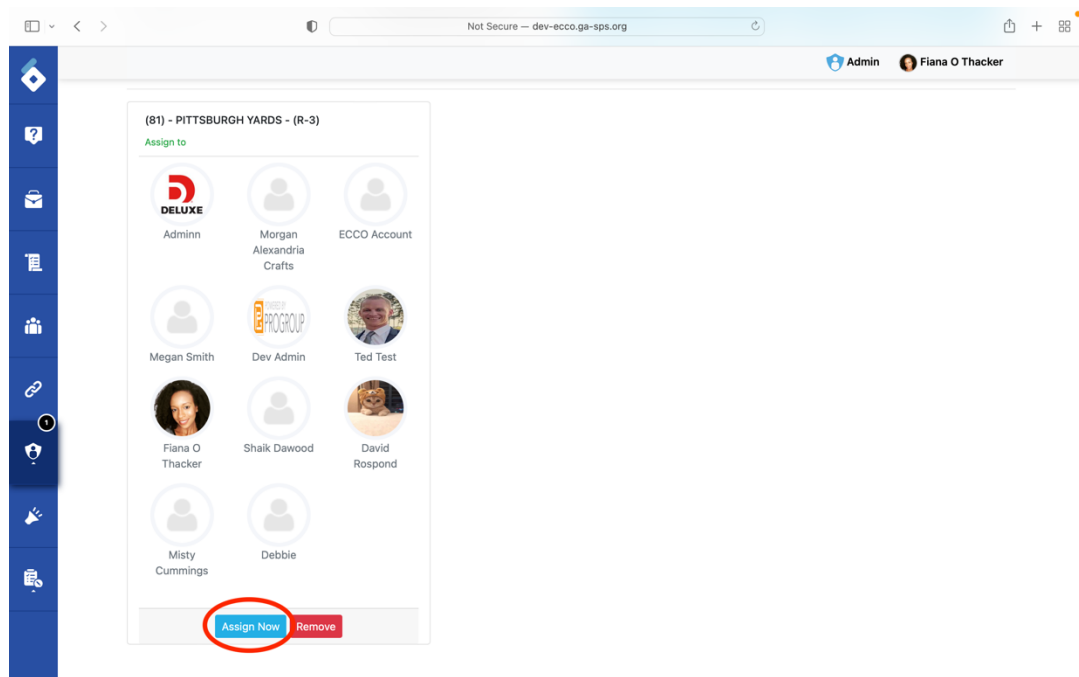 Not Secure — dev-ecco.ga-sps.org
Admin
Fiana O Thacker
(81) - PITTSBURGH YARDS - (R-3)
Assign to
D
DELUXE
Adminn
Morgan
Alexandria
Crafts
ECCO Account
Megan Smith
POWERED BY
PROGROUP
Dev Admin
Ted Test
Fiana O
Thacker
1
Shaik Dawood
David
Rospond
Misty
Cummings
Debbie
Assign Now
Remove